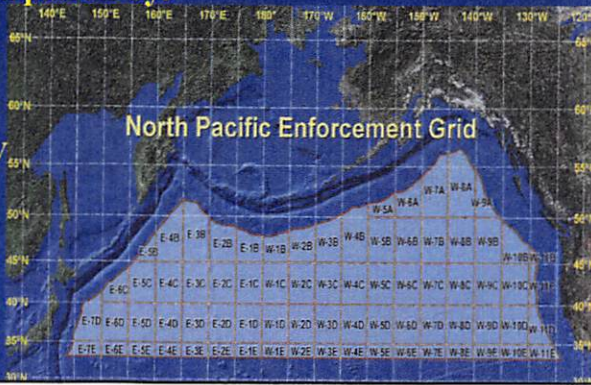 140°E 150°E 160°E 170°E 180° 170°W 160°W 150°W 140°W 130°W
65°N
60°N
North Pacific Enforcement Grid
55°N
W-7A W-8A
W-5A W-6A W-9A
50°N
E-4B E-3B E-2B E-1B W-1B W-2B W-3B W-4B W-5B W-6B W-7B W-8B W-9B
E-5B W-10B W-11B
45°N
E-6C E-5C E-4C E-3C E-2C E-1C W-1C W-2C W-3C W-4C W-5C W-6C W-7C W-8C W-9C W-10C
40°N
E-7D E-6D E-5D E-4D E-3D E-2D E-1D W-1D W-2D W-3D W-4D W-5D W-6D W-7D W-8D W-9D W-10D W-11D
35°N
E-7E E-6E E-5E E-4E E-3E E-2E E-1E W-1E W-2E W-3E W-4E W-5E W-6E W-7E W-8E W-9E W-10E W-11E